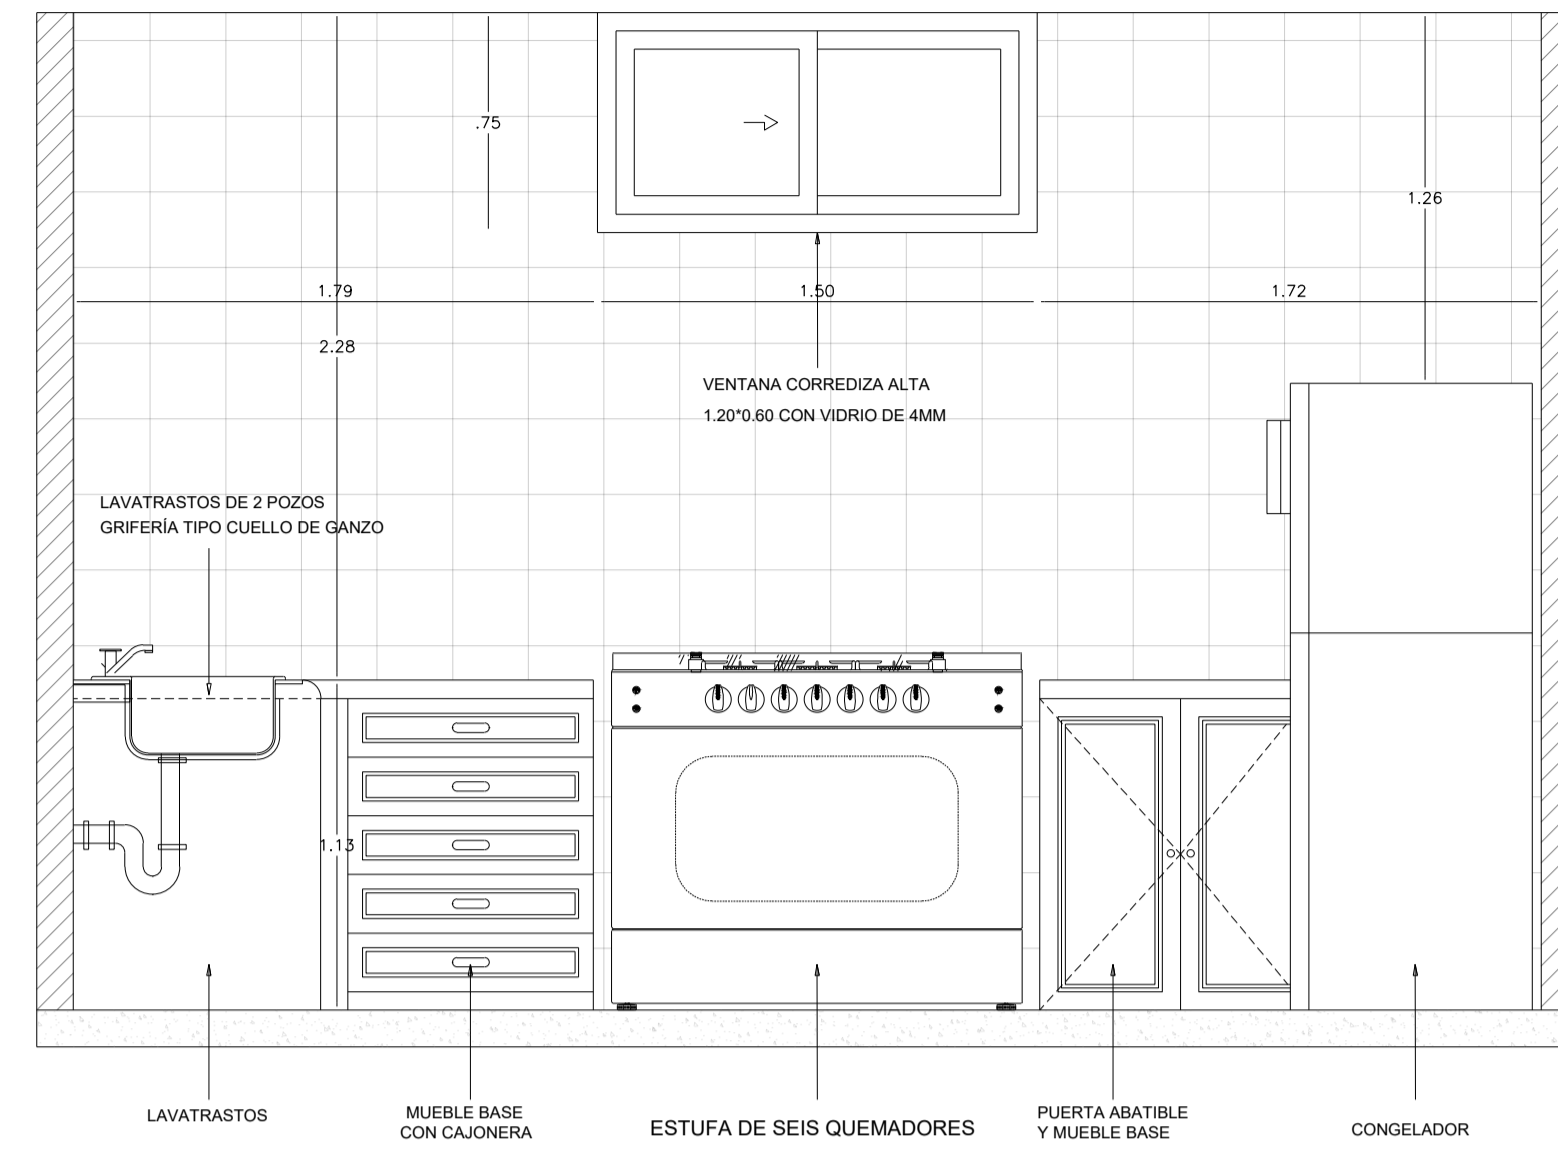 .75
1.26
1.79
1.50
1.72
2.28
VENTANA CORREDIZA ALTA
1.20*0.60 CON VIDRIO DE 4MM
LAVATRASTOS DE 2 POZOS
GRIFERÍA TIPO CUELLO DE GANZO
1.13
LAVATRASTOS
MUEBLE BASE
CON CAJONERA
ESTUFA DE SEIS QUEMADORES
PUERTA ABATIBLE
Y MUEBLE BASE
CONGELADOR